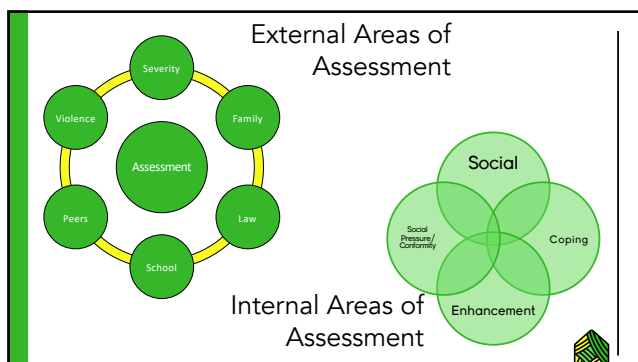 External Areas of
Assessment
Severity
Violence
Family
Assessment
Peers
Law
School
Social
Social
Pressure/
Conformity
Coping
Enhancement
Internal Areas of
Assessment